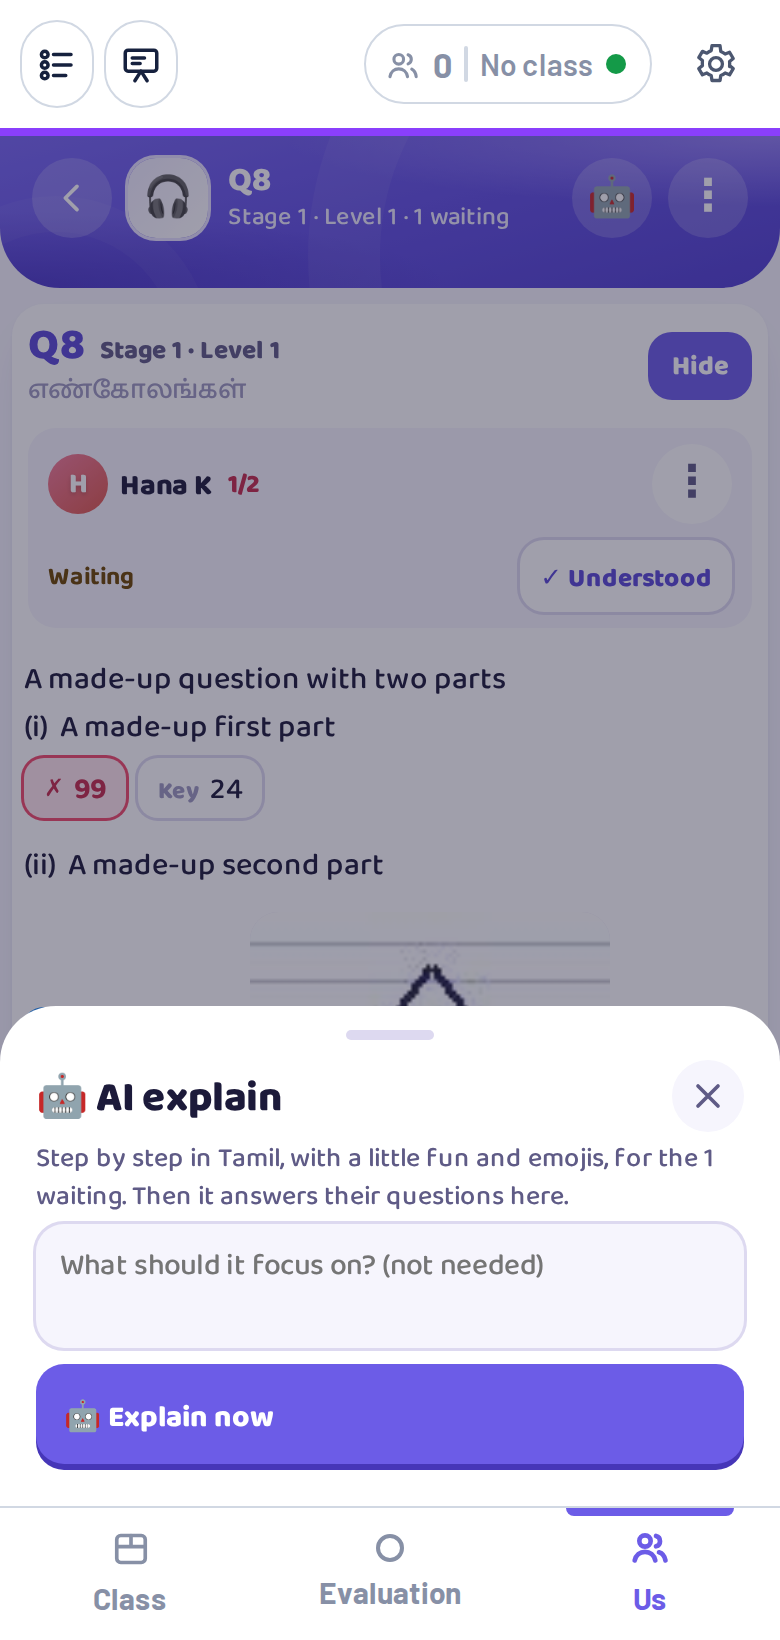 0 | No class
Q8
Stage 1 · Level 1 · 1 waiting
Q8 Stage 1 · Level 1
எண்கோலங்கள்
Hide
H Hana K 1/2
Waiting
✓ Understood
A made-up question with two parts
(i) A made-up first part
✗ 99 Key 24
(ii) A made-up second part
AI explain
Step by step in Tamil, with a little fun and emojis, for the 1
waiting. Then it answers their questions here.
What should it focus on? (not needed)
Explain now
Class Evaluation Us